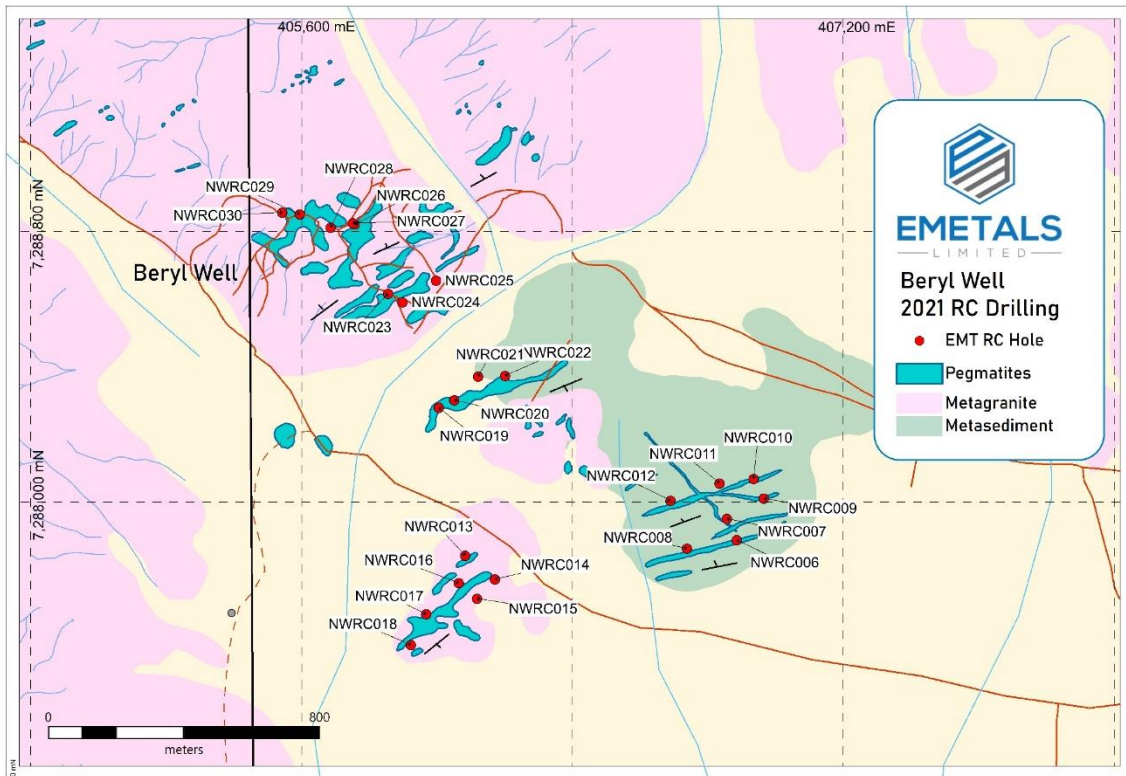 405,600 mE
407,200 mE
EMETALS
LIMITED
Beryl Well
2021 RC Drilling
EMT RC Hole
Pegmatites
Metagranite
Metasediment
NWRC028
NWRC029
NWRC026
NWRC030
NWRC027
7,288,800 mN
Beryl Well
NWRC025
NWRC024
NWRC023
NWRC021
NWRC022
NWRC020
NWRC019
NWRC010
NWRC011
NWRC012
7,288,000 mN
NWRC009
NWRC007
NWRC008
NWRC006
NWRC013
NWRC016
NWRC014
NWRC015
NWRC017
NWRC018
0
800
meters